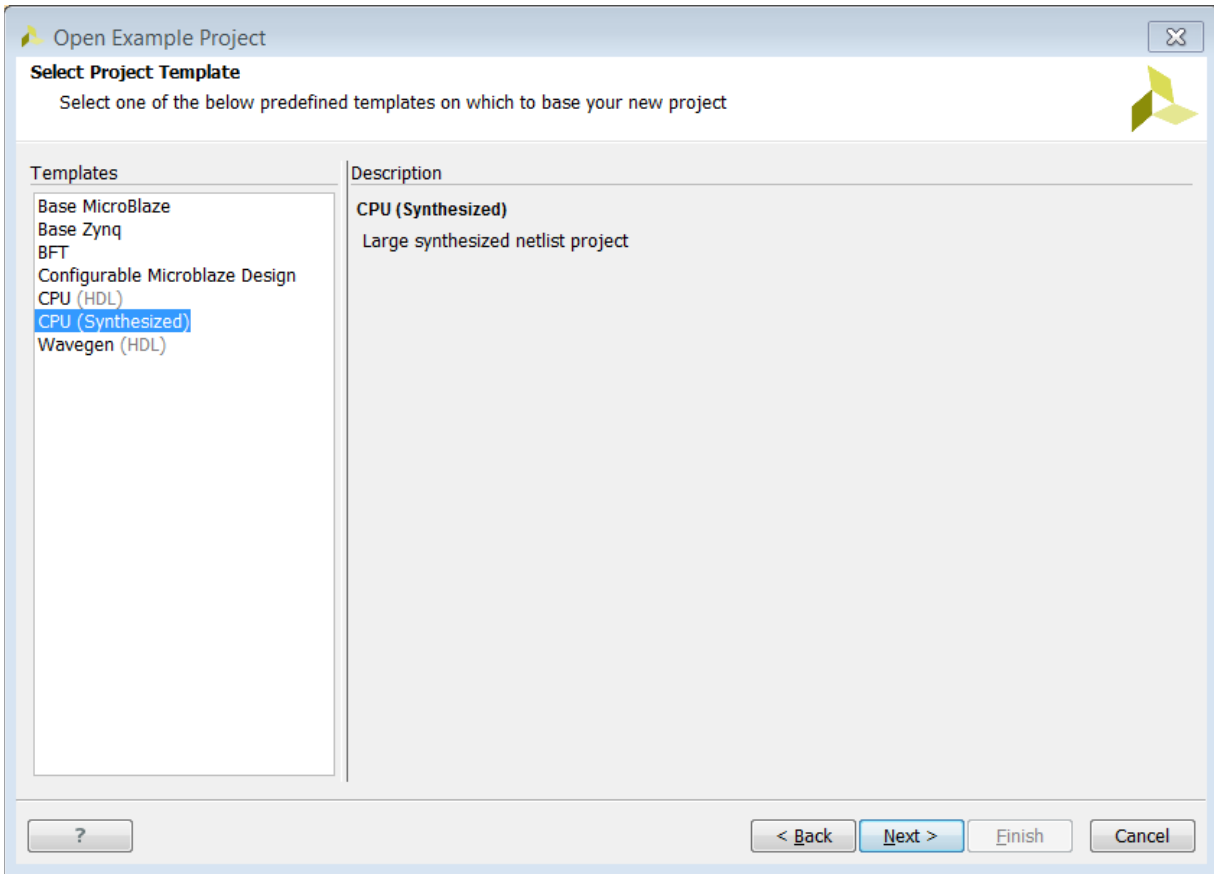 Open Example Project
Select Project Template
Select one of the below predefined templates on which to base your new project
Templates
Base MicroBlaze
Base Zynq
BFT
Configurable Microblaze Design
CPU (HDL)
CPU (Synthesized)
Wavegen (HDL)
Description
CPU (Synthesized)
Large synthesized netlist project
?
< Back
Next >
Finish
Cancel